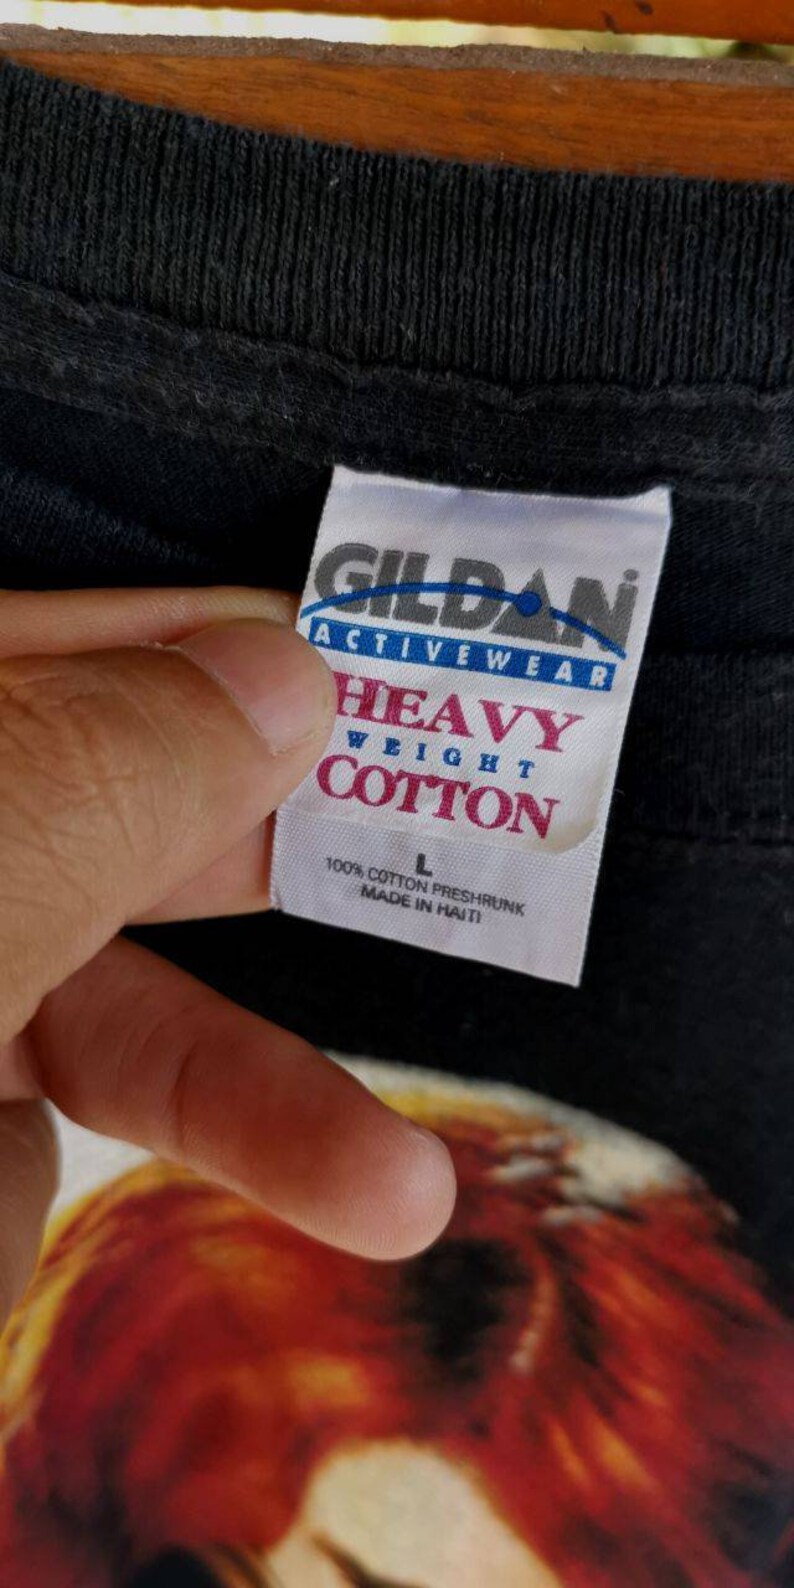 GILDAN
ACTIVEWEAR
HEAVY
WEIGHT
COTTON
L
100% COTTON PRESHRUNK
MADE IN HAITI